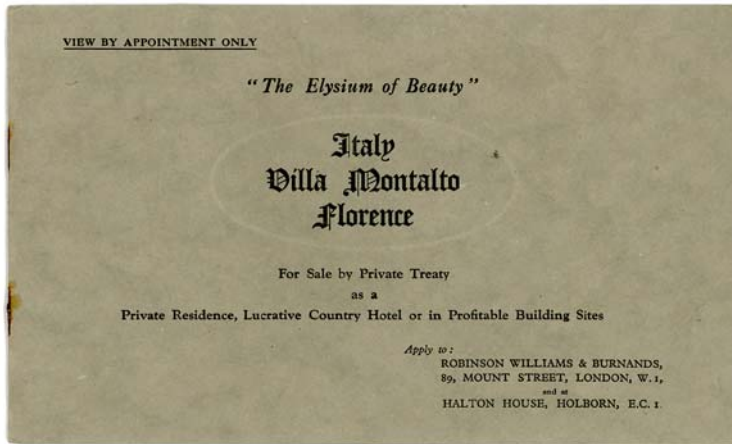 VIEW BY APPOINTMENT ONLY
"The Elysium of Beauty"
Italy
Villa Montalto
Florence
For Sale by Private Treaty
as a
Private Residence, Lucrative Country Hotel or in Profitable Building Sites
Apply to:
ROBINSON WILLIAMS & BURNANDS,
89, MOUNT STREET, LONDON, W. 1,
and at
HALTON HOUSE, HOLBORN, E.C. 1.